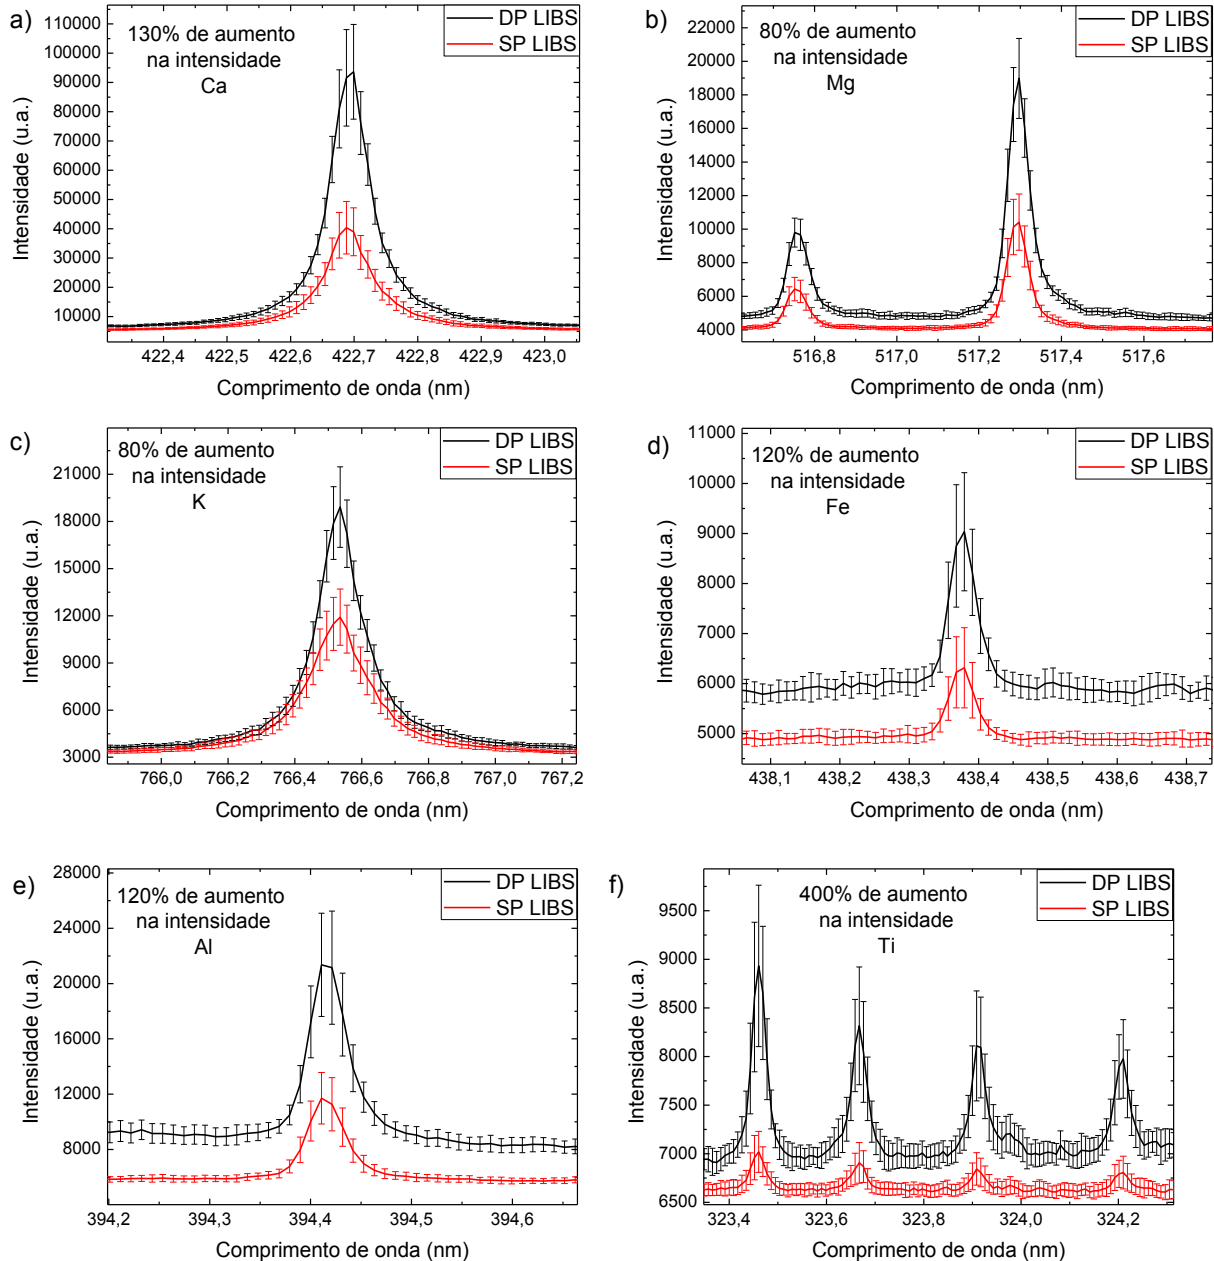 a)
130% de aumento
na intensidade
Ca
DP LIBS
SP LIBS
Intensidade (u.a.)
110000
100000
90000
80000
70000
60000
50000
40000
30000
20000
10000
422,4 422,5 422,6 422,7 422,8 422,9 423,0
Comprimento de onda (nm)
b)
80% de aumento
na intensidade
Mg
DP LIBS
SP LIBS
Intensidade (u.a.)
22000
20000
18000
16000
14000
12000
10000
8000
6000
4000
516,8 517,0 517,2 517,4 517,6
Comprimento de onda (nm)
c)
80% de aumento
na intensidade
K
DP LIBS
SP LIBS
Intensidade (u.a.)
21000
18000
15000
12000
9000
6000
3000
766,0 766,2 766,4 766,6 766,8 767,0 767,2
Comprimento de onda (nm)
d)
120% de aumento
na intensidade
Fe
DP LIBS
SP LIBS
Intensidade (u.a.)
11000
10000
9000
8000
7000
6000
5000
438,1 438,2 438,3 438,4 438,5 438,6 438,7
Comprimento de onda (nm)
e)
120% de aumento
na intensidade
Al
DP LIBS
SP LIBS
Intensidade (u.a.)
28000
24000
20000
16000
12000
8000
394,2 394,3 394,4 394,5 394,6
Comprimento de onda (nm)
f)
400% de aumento
na intensidade
Ti
DP LIBS
SP LIBS
Intensidade (u.a.)
9500
9000
8500
8000
7500
7000
6500
323,4 323,6 323,8 324,0 324,2
Comprimento de onda (nm)